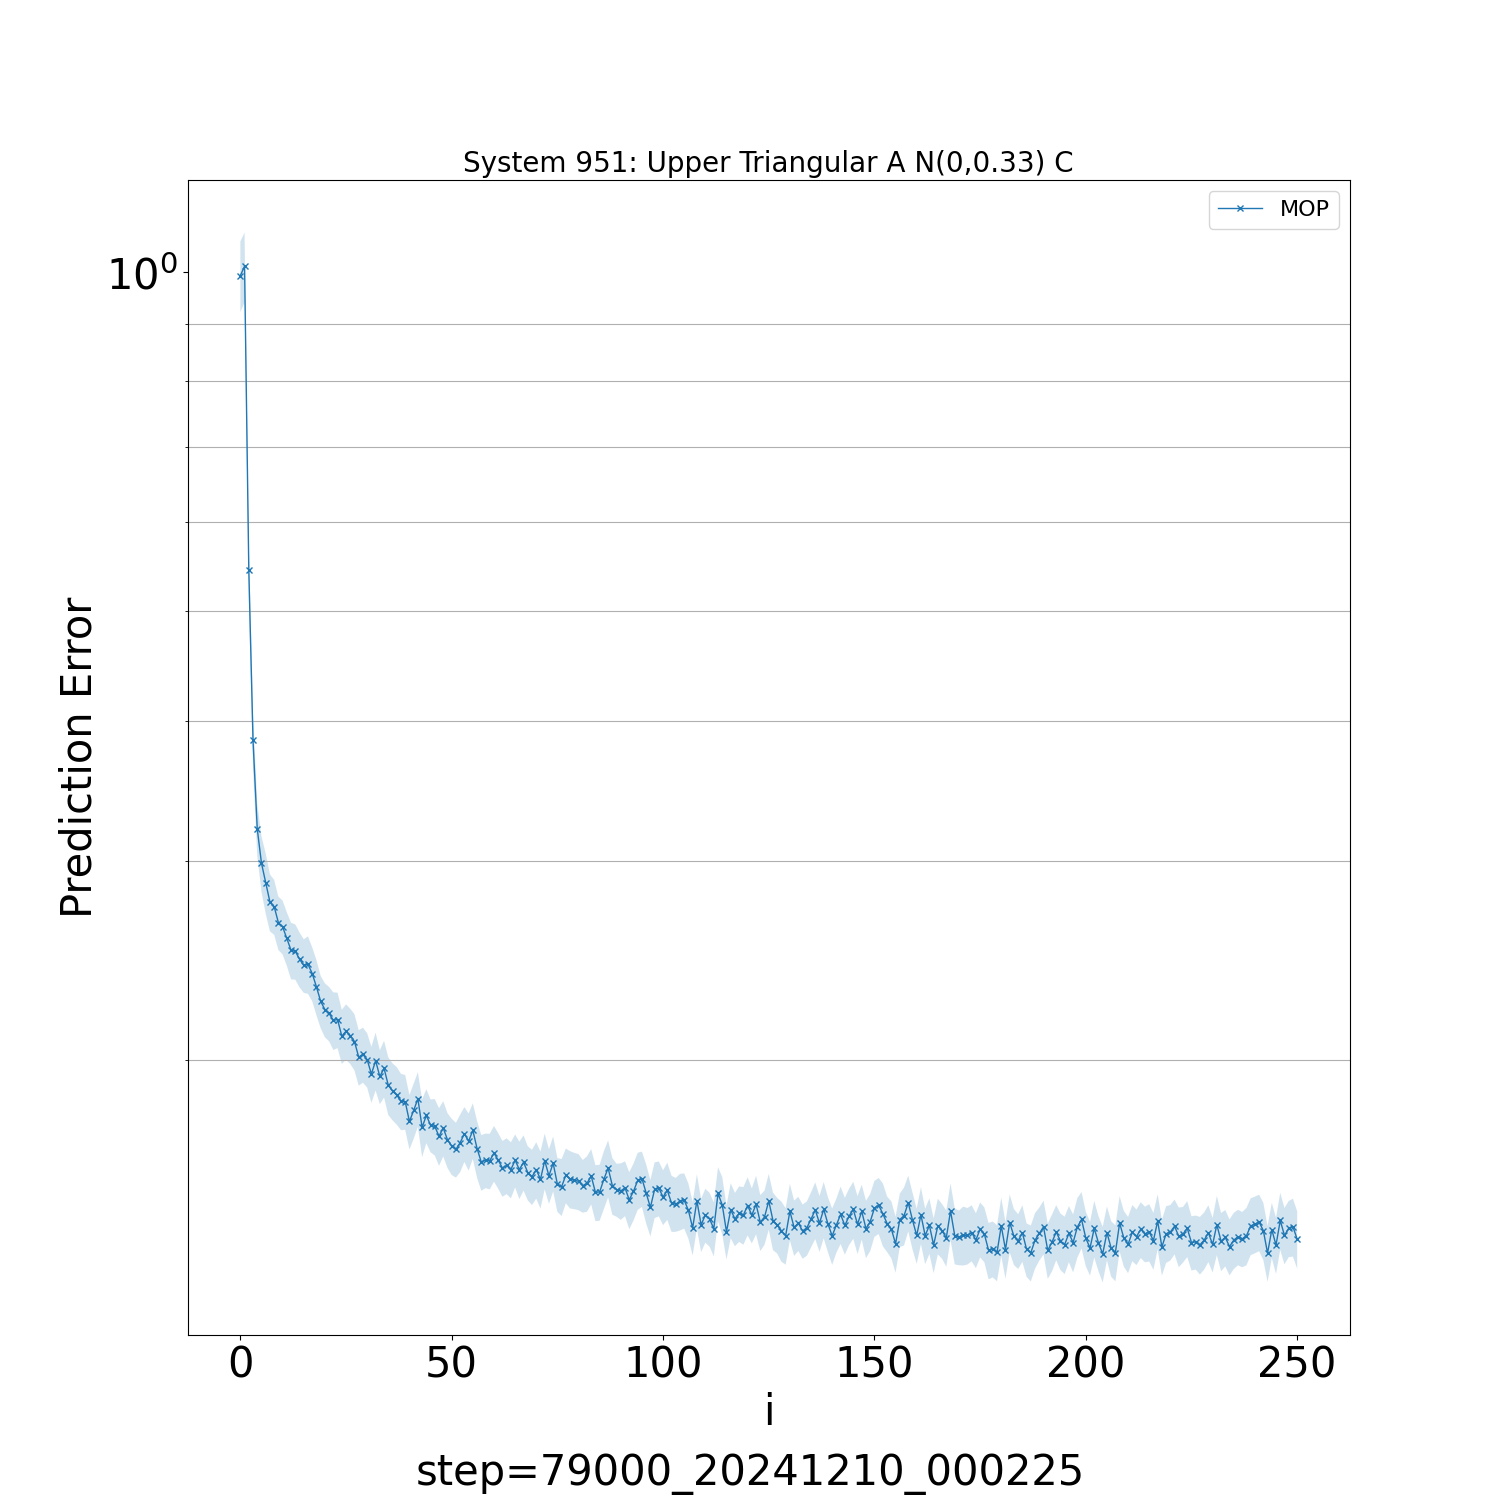 System 951: Upper Triangular A N(0,0.33) C
MOP
10⁰
Prediction Error
0 50 100 150 200 250
i
step=79000_20241210_000225